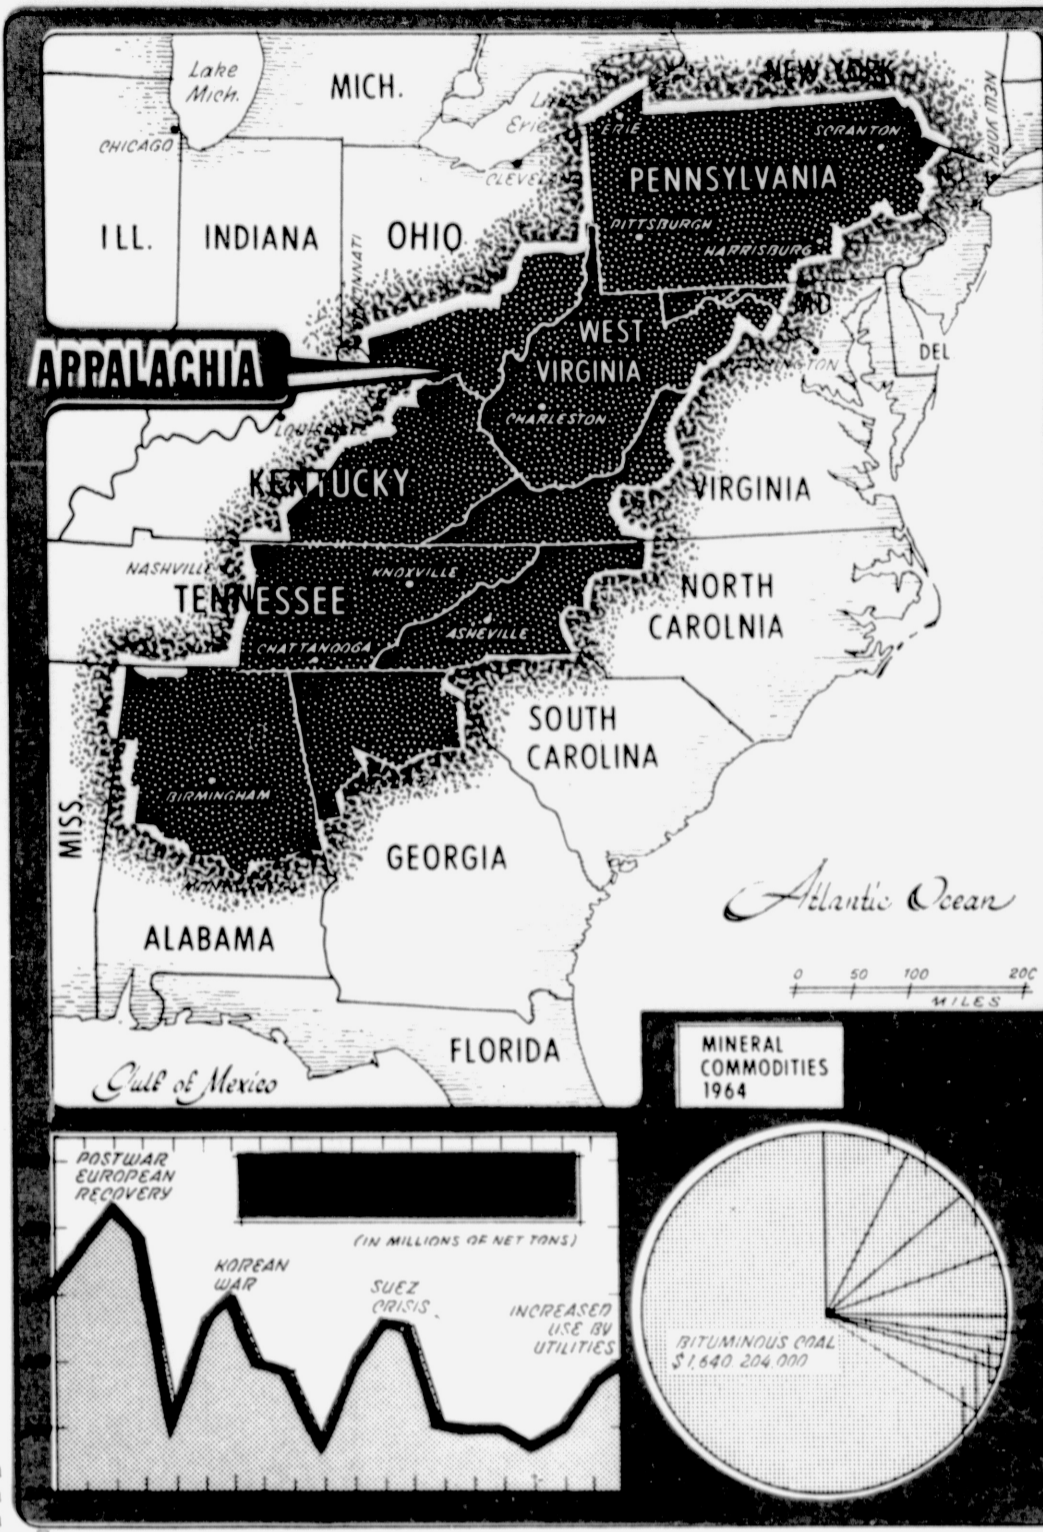 Lake
Mich.
MICH.
NEW YORK
NEW YORK
Erie
ERIE
SCRANTON
CHICAGO
CLEVEL
PENNSYLVANIA
N.J.
ILL.
INDIANA
OHIO
PITTSBURGH
HARRISBURG
MD
WEST
VIRGINIA
DEL
APPALACHIA
CHARLESTON
KENTUCKY
VIRGINIA
NASHVILLE
KNOXVILLE
TENNESSEE
NORTH
CAROLNIA
ASHEVILLE
CHATTANOOGA
SOUTH
CAROLINA
BIRMINGHAM
MISS.
GEORGIA
Atlantic Ocean
ALABAMA
0 50 100 200
MILES
FLORIDA
Gulf of Mexico
MINERAL
COMMODITIES
1964
POSTWAR
EUROPEAN
RECOVERY
(IN MILLIONS OF NET TONS)
KOREAN
WAR
SUEZ
CRISIS
INCREASED
USE BY
UTILITIES
BITUMINOUS COAL
$1,640,204,000